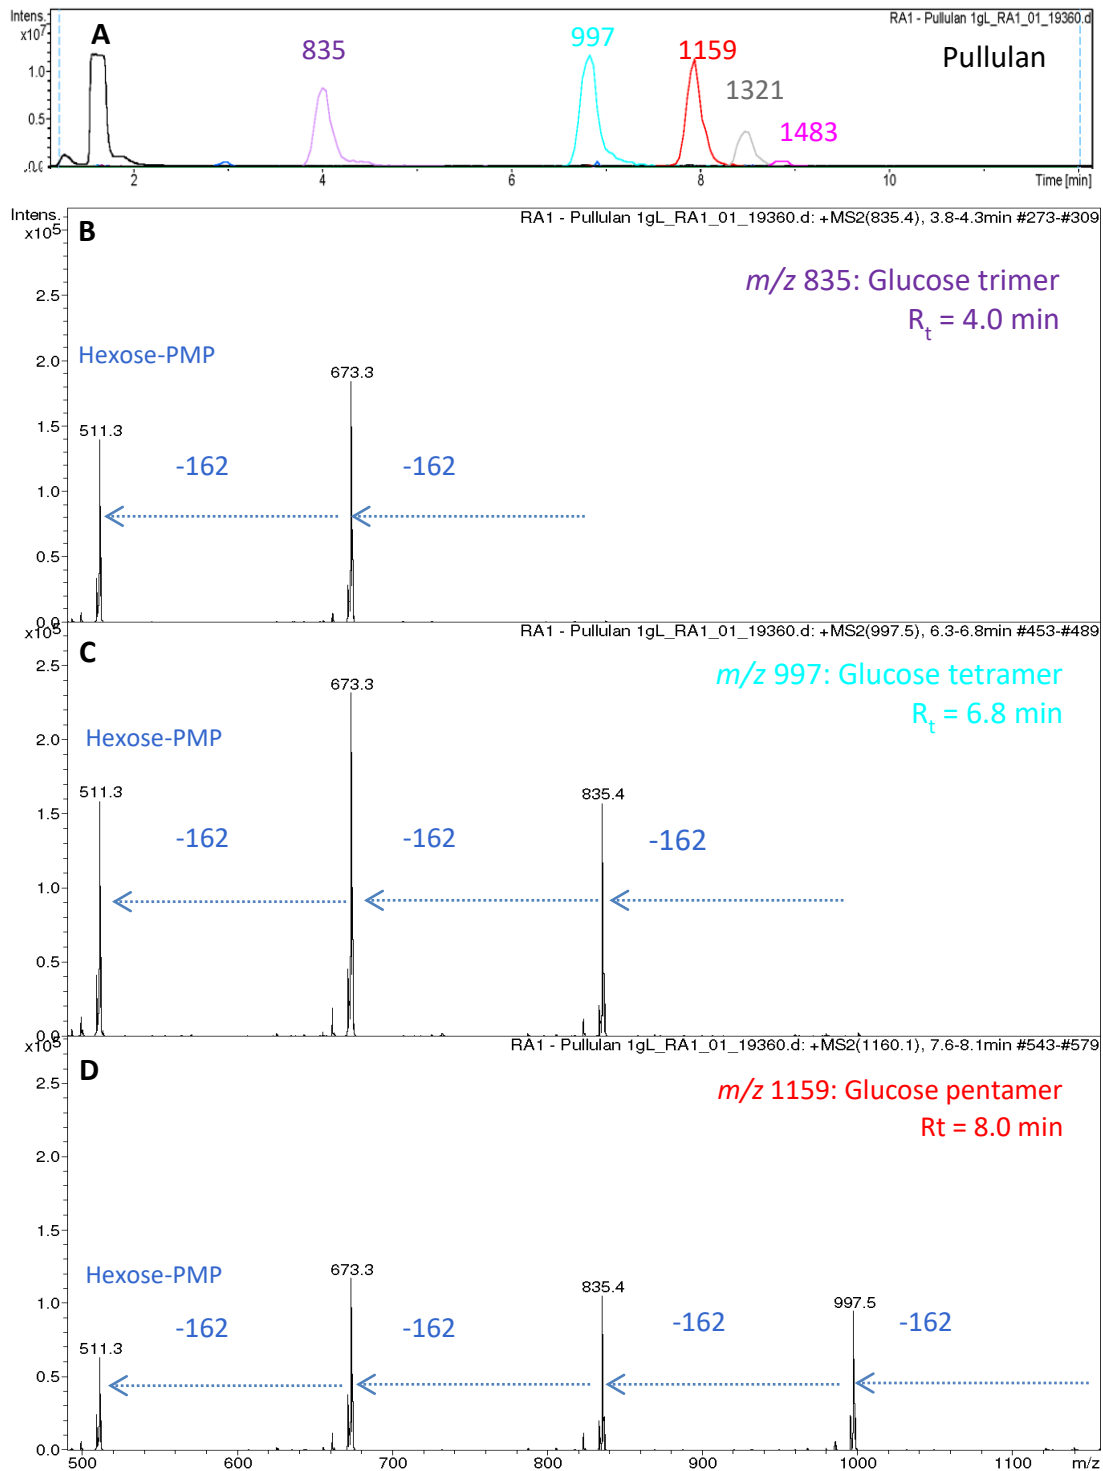 Intens.
x10⁷
A
RA1 - Pullulan 1gL_RA1_01_19360.d
835
997
1159
Pullulan
1321
1483
1.0
0.5
0.0
2
4
6
8
10
Time [min]
Intens.
x10⁵
B
RA1 - Pullulan 1gL_RA1_01_19360.d: +MS2(835.4), 3.8-4.3min #273-#309
m/z 835: Glucose trimer
Rt = 4.0 min
Hexose-PMP
673.3
511.3
-162
-162
2.5
2.0
1.5
1.0
0.5
0.0
x10⁵
C
RA1 - Pullulan 1gL_RA1_01_19360.d: +MS2(997.5), 6.3-6.8min #453-#489
m/z 997: Glucose tetramer
Rt = 6.8 min
Hexose-PMP
673.3
511.3
835.4
-162
-162
-162
2.5
2.0
1.5
1.0
0.5
0.0
x10⁵
D
RA1 - Pullulan 1gL_RA1_01_19360.d: +MS2(1160.1), 7.6-8.1min #543-#579
m/z 1159: Glucose pentamer
Rt = 8.0 min
Hexose-PMP
673.3
835.4
997.5
511.3
-162
-162
-162
-162
2.5
2.0
1.5
1.0
0.5
0.0
500
600
700
800
900
1000
1100
m/z